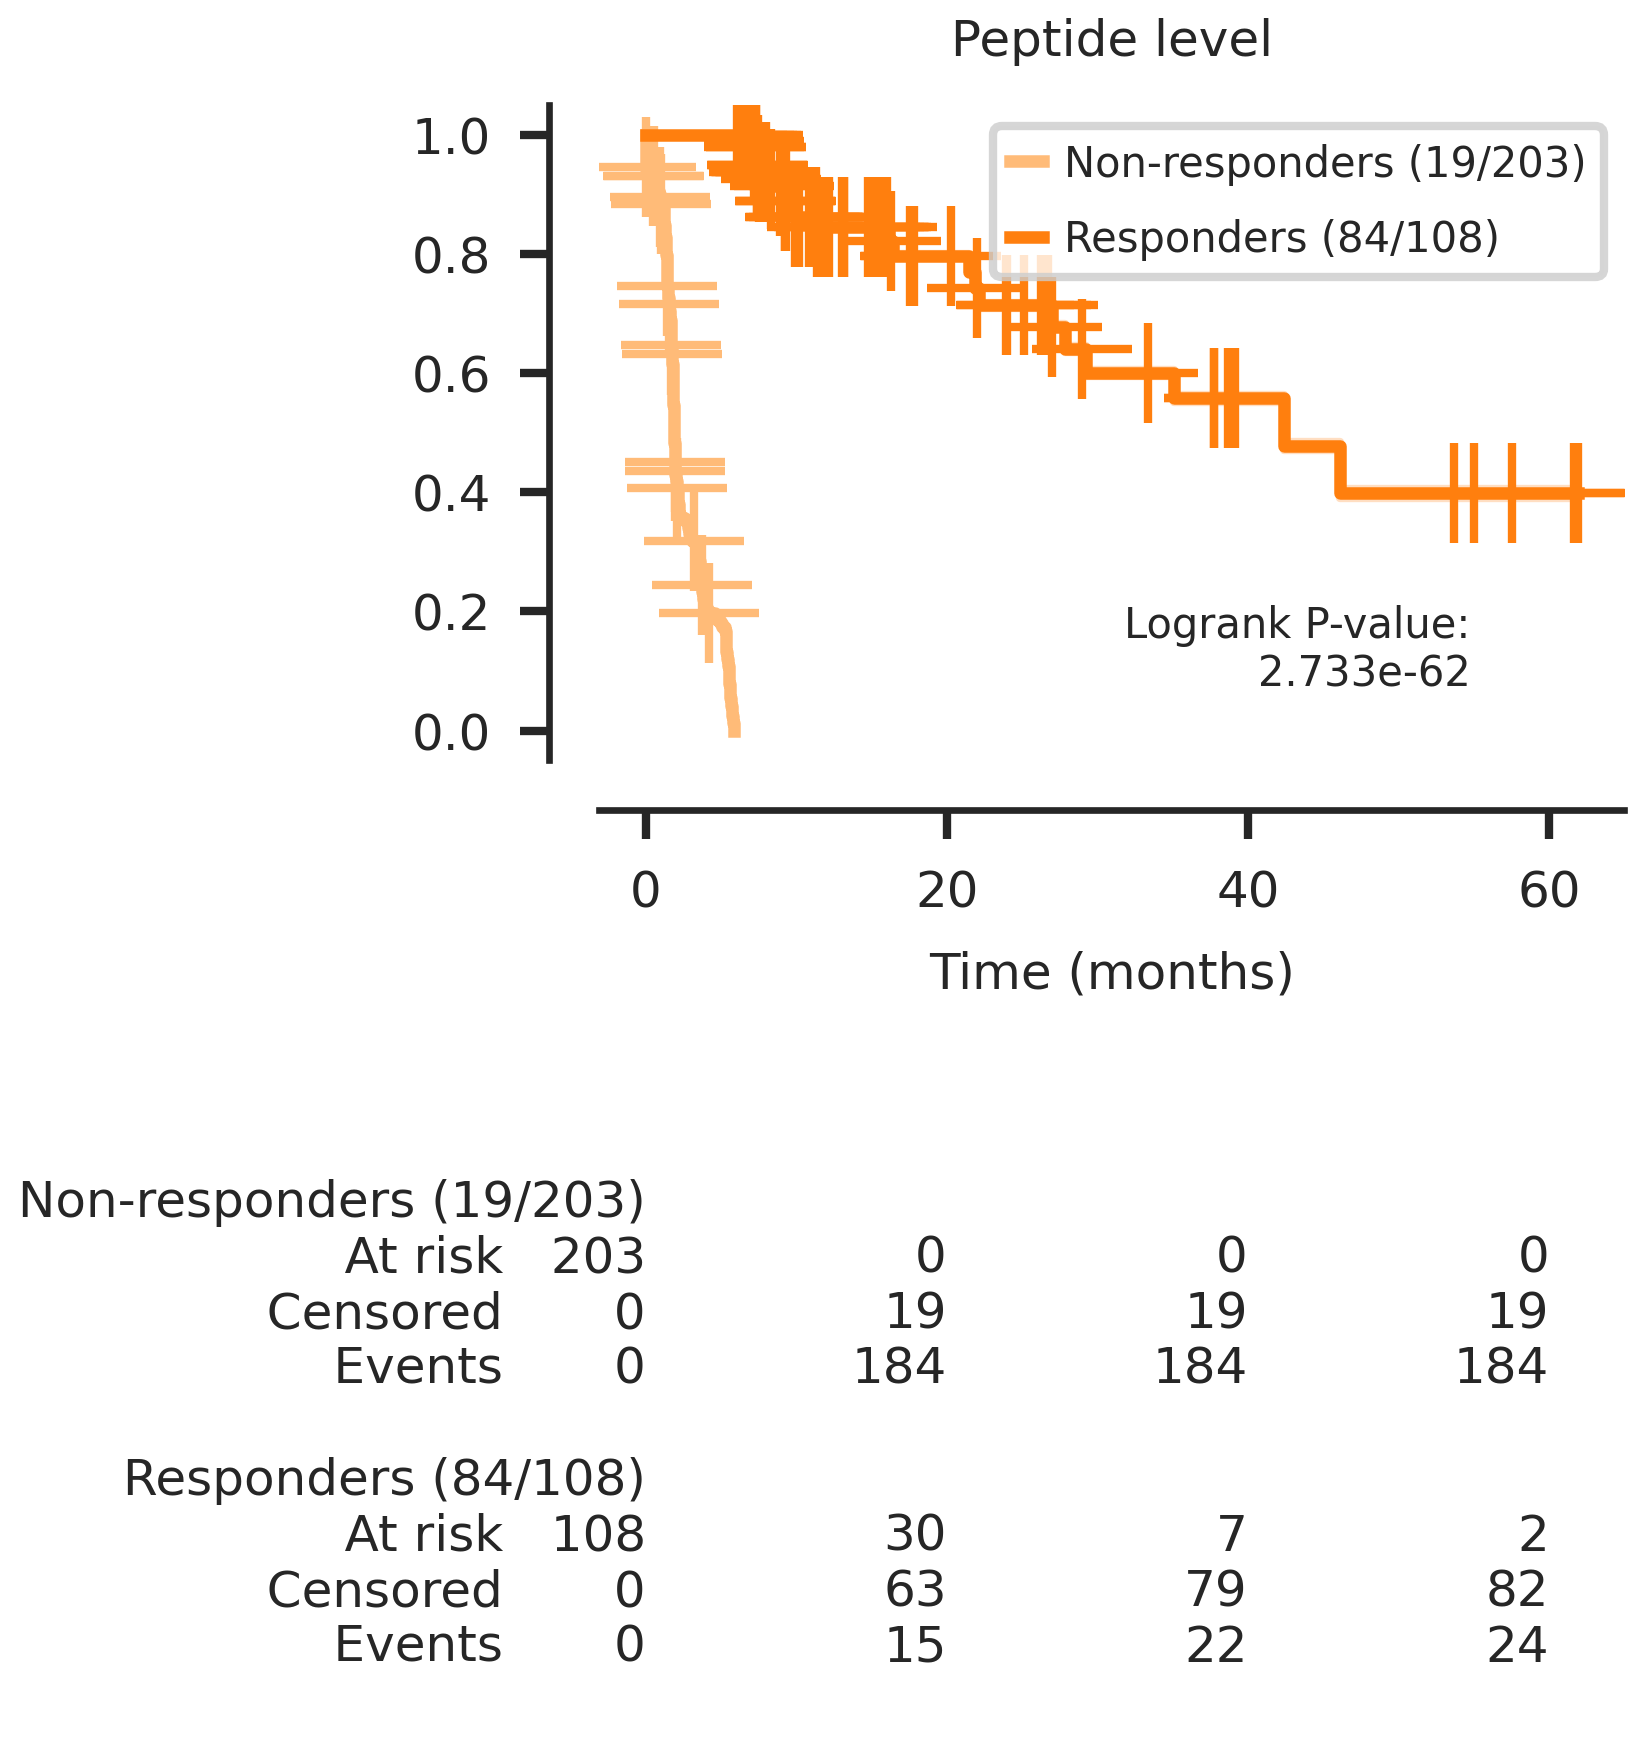 Peptide level
1.0
0.8
0.6
0.4
0.2
0.0
Non-responders (19/203)
Responders (84/108)
Logrank P-value:
2.733e-62
0 20 40 60
Time (months)
Non-responders (19/203)
At risk 203 0 0 0
Censored 0 19 19 19
Events 0 184 184 184
Responders (84/108)
At risk 108 30 7 2
Censored 0 63 79 82
Events 0 15 22 24